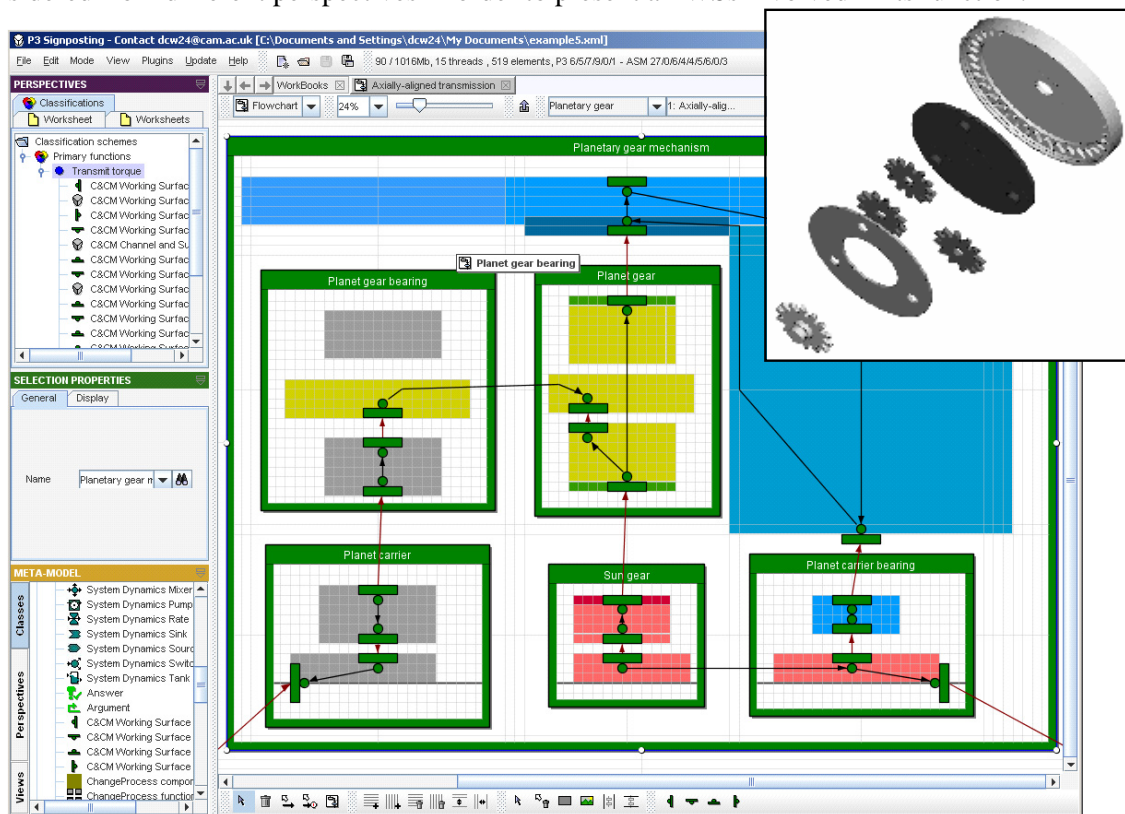 P3 Signposting - Contact dcw24@cam.ac.uk [C:\Documents and Settings\dcw24\My Documents\example5.xml]
File Edit Mode View Plugins Update Help 90 / 1016Mb, 15 threads , 519 elements, P3 6/5/7/9/0/1 - ASM 27/0/6/4/4/5/6/0/3
PERSPECTIVES
WorkBooks
Axially-aligned transmission
Classifications
Worksheet
Worksheets
Flowchart
24%
Planetary gear
1: Axially-alig...
Classification schemes
Primary functions
Transmit torque
C&CM Working Surfac
C&CM Working Surfac
C&CM Working Surfac
C&CM Working Surfac
C&CM Channel and Su
C&CM Working Surfac
C&CM Working Surfac
C&CM Working Surfac
C&CM Working Surfac
C&CM Working Surfac
C&CM Working Surfac
Planetary gear mechanism
Planet gear bearing
Planet gear bearing
Planet gear
SELECTION PROPERTIES
General
Display
Name
Planetary gear
Planet carrier
Sun gear
Planet carrier bearing
META-MODEL
Classes
Perspectives
Views
System Dynamics Mixer
System Dynamics Pump
System Dynamics Rate
System Dynamics Sink
System Dynamics Sourc
System Dynamics Switc
System Dynamics Tank
Answer
Argument
C&CM Working Surface
C&CM Working Surface
C&CM Working Surface
C&CM Working Surface
ChangeProcess compor
ChangeProcess function